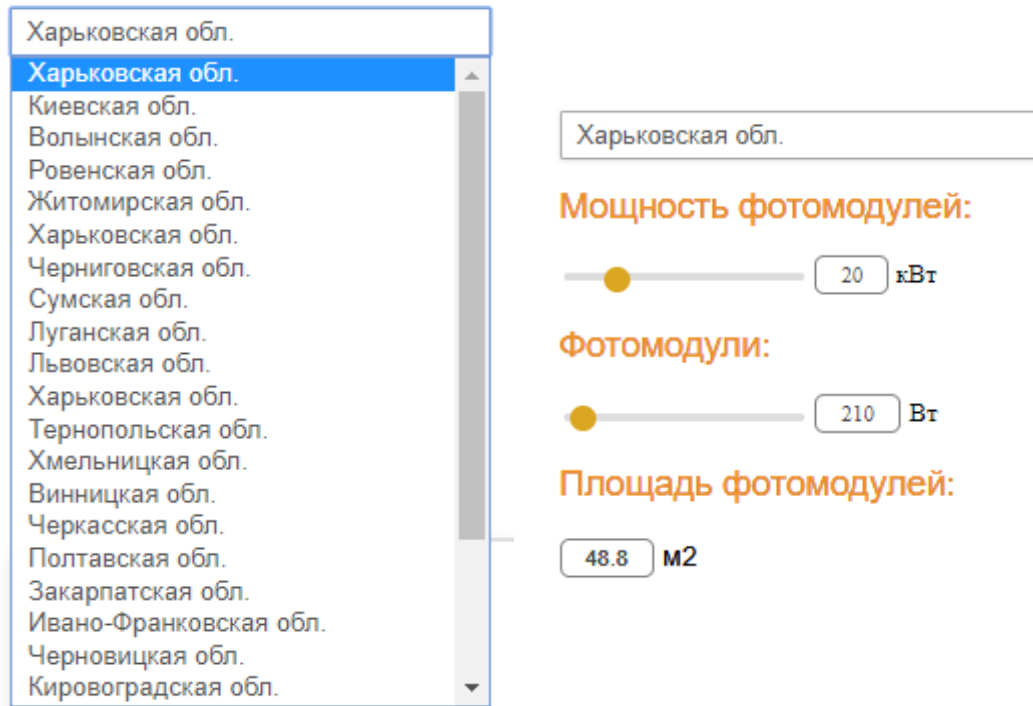 Харьковская обл.
Харьковская обл.
Киевская обл.
Волынская обл.
Ровенская обл.
Житомирская обл.
Харьковская обл.
Черниговская обл.
Сумская обл.
Луганская обл.
Львовская обл.
Харьковская обл.
Тернопольская обл.
Хмельницкая обл.
Винницкая обл.
Черкасская обл.
Полтавская обл.
Закарпатская обл.
Ивано-Франковская обл.
Черновицкая обл.
Кировоградская обл.
Харьковская обл.
Мощность фотомодулей:
20 кВт
Фотомодули:
210 Вт
Площадь фотомодулей:
48.8 м2